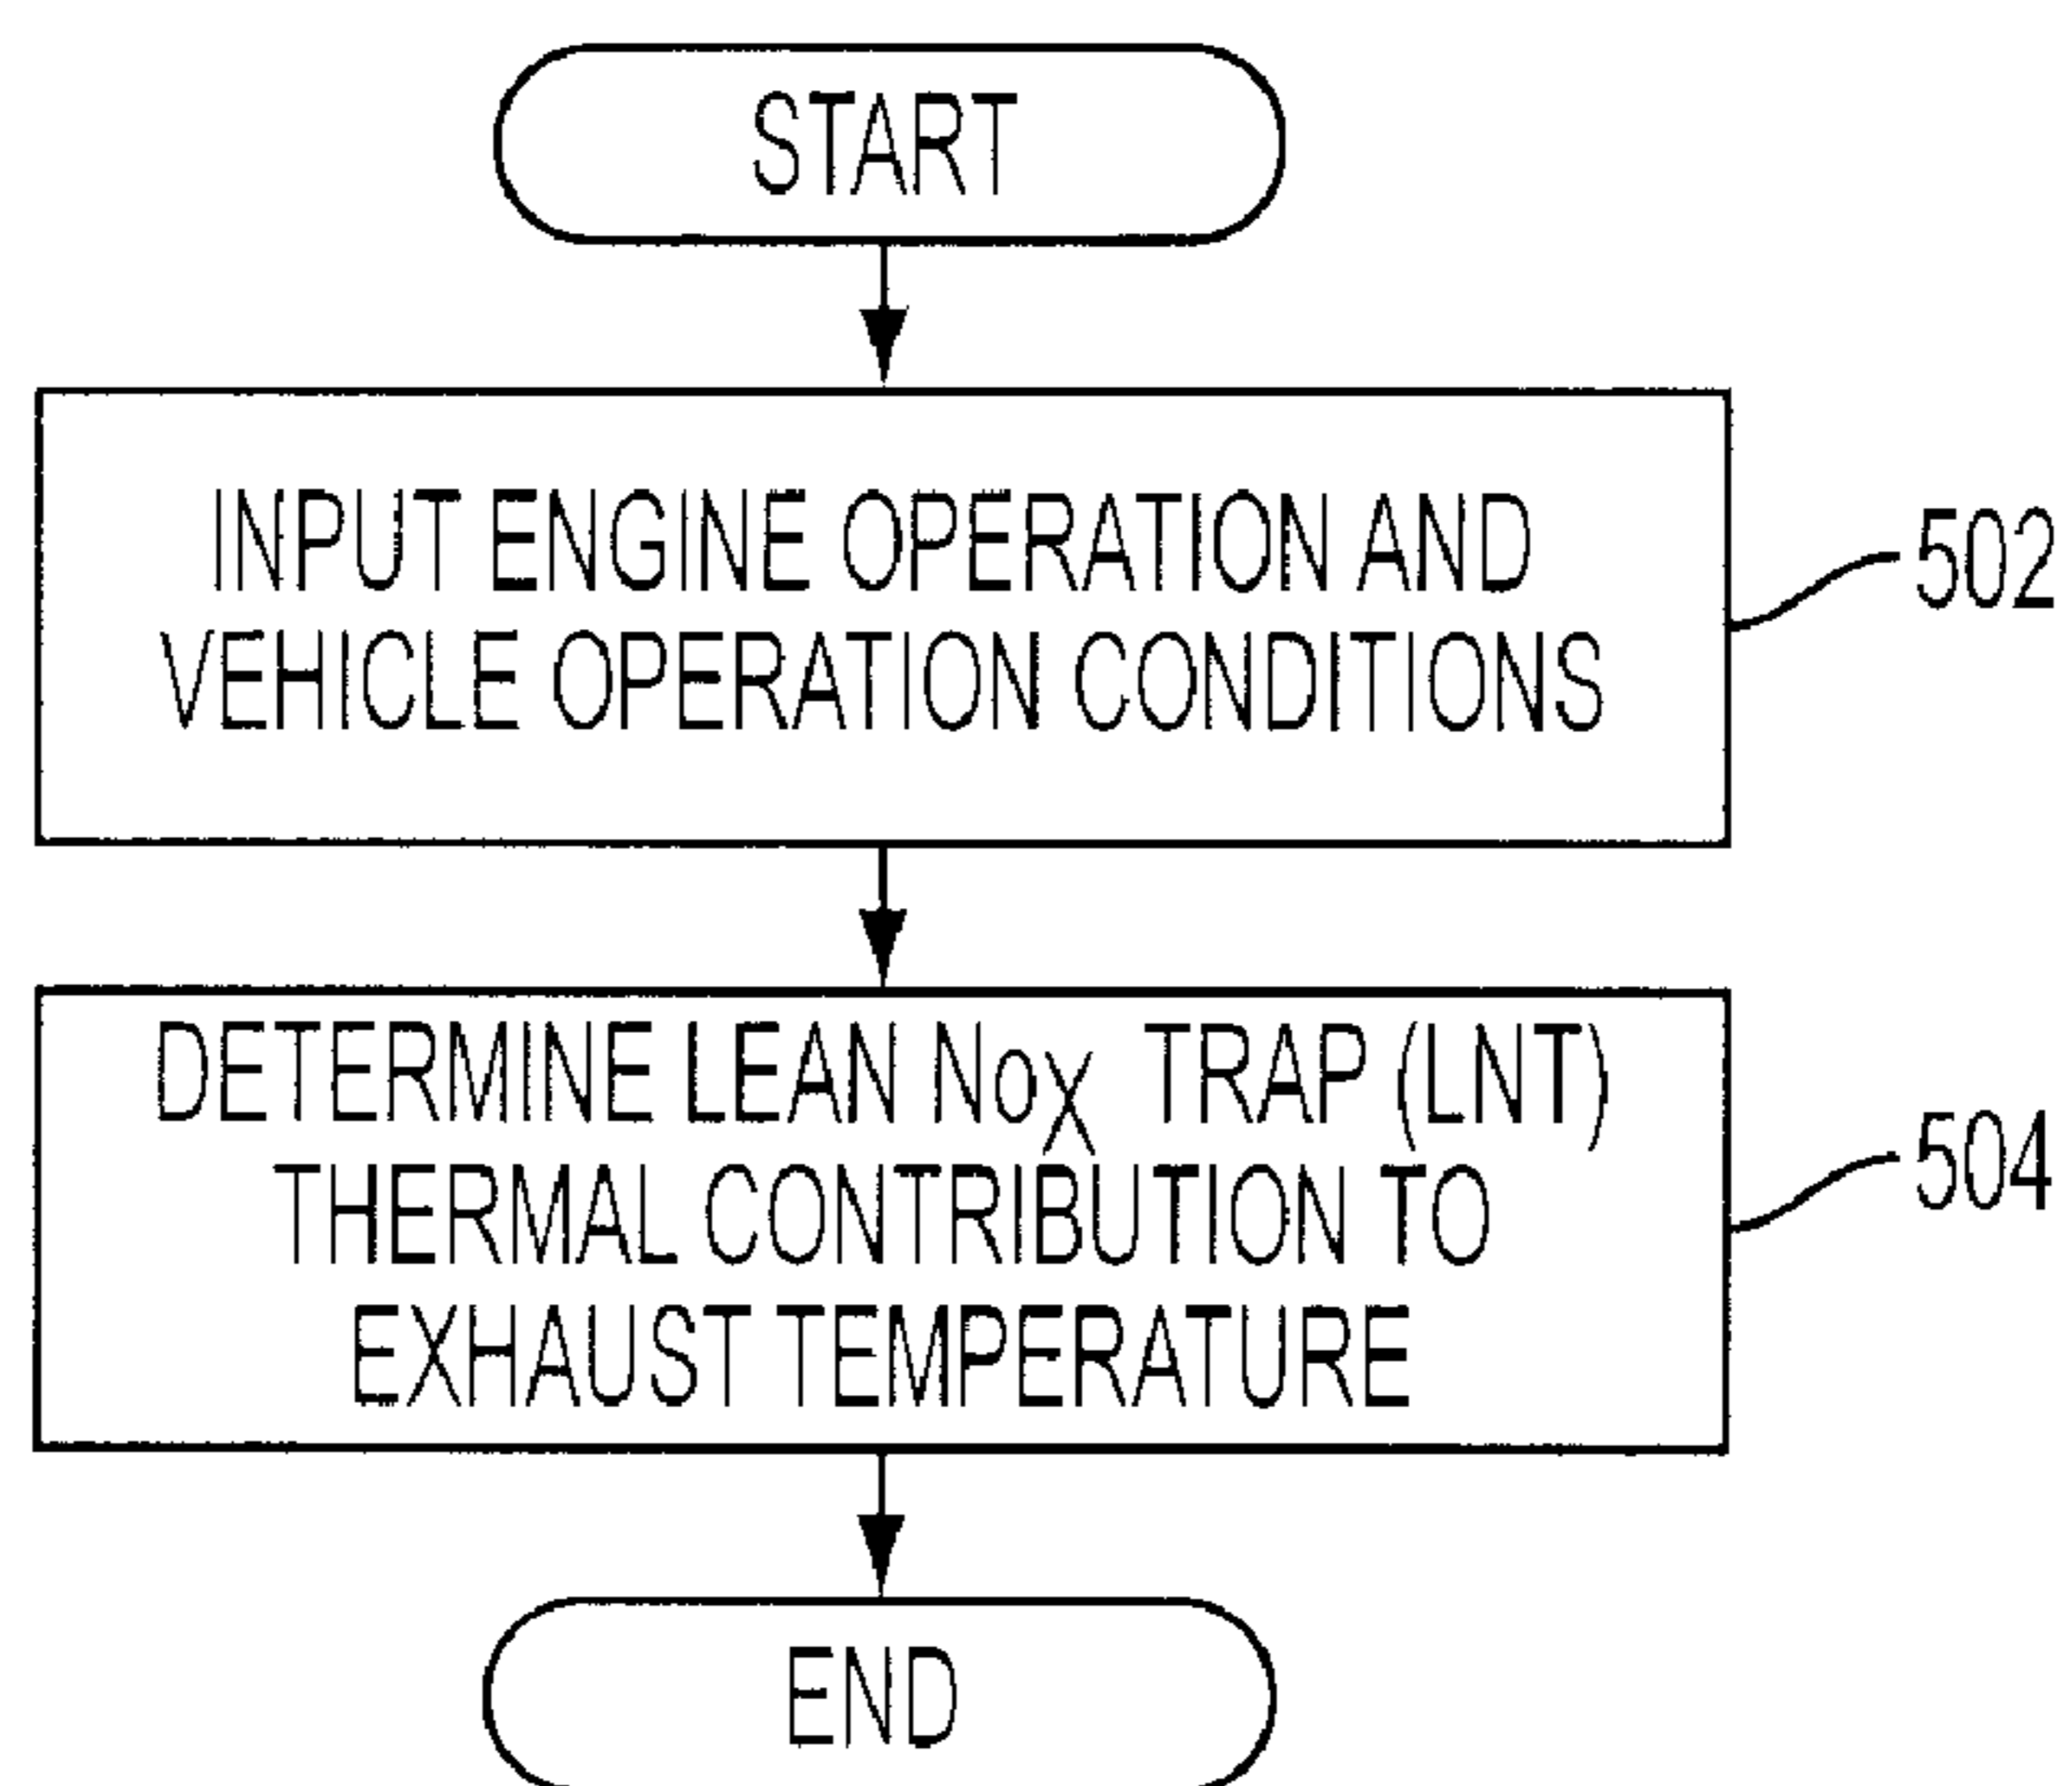 START
INPUT ENGINE OPERATION AND
VEHICLE OPERATION CONDITIONS
502
DETERMINE LEAN NoX TRAP (LNT)
THERMAL CONTRIBUTION TO
EXHAUST TEMPERATURE
504
END